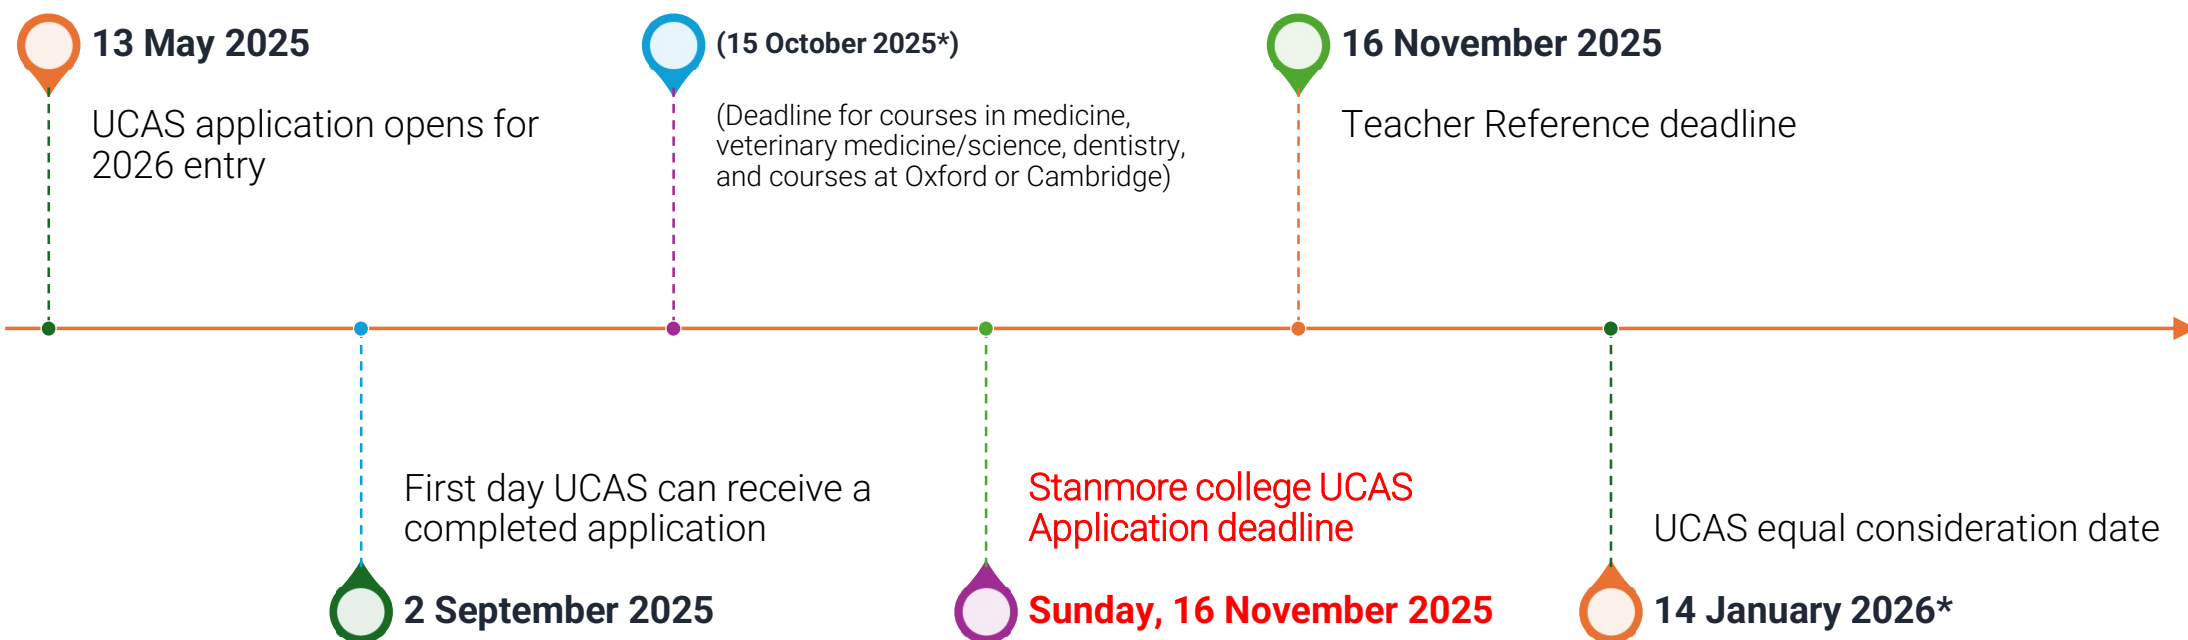 13 May 2025
UCAS application opens for
2026 entry
(15 October 2025*)
(Deadline for courses in medicine,
veterinary medicine/science, dentistry,
and courses at Oxford or Cambridge)
16 November 2025
Teacher Reference deadline
First day UCAS can receive a
completed application
2 September 2025
Stanmore college UCAS
Application deadline
Sunday, 16 November 2025
UCAS equal consideration date
14 January 2026*